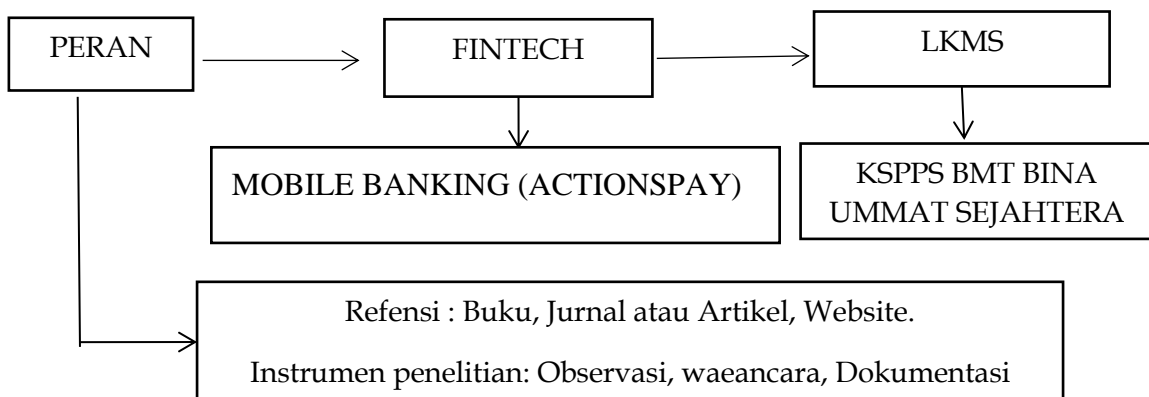 PERAN
FINTECH
LKMS
MOBILE BANKING (ACTIONSPAY)
KSPPS BMT BINA
UMMAT SEJAHTERA
Refensi : Buku, Jurnal atau Artikel, Website.
Instrumen penelitian: Observasi, waeancara, Dokumentasi